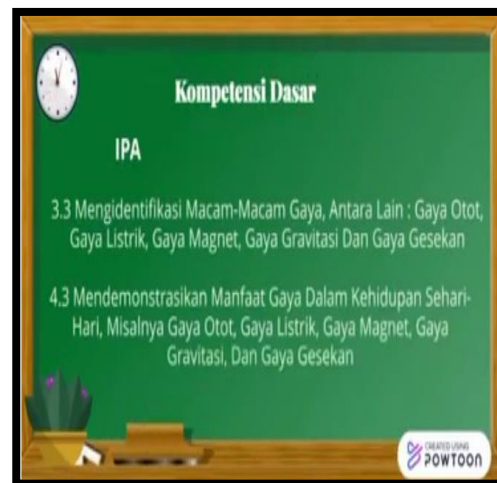 Kompetensi Dasar
IPA
3.3 Mengidentifikasi Macam-Macam Gaya, Antara Lain : Gaya Otot,
Gaya Listrik, Gaya Magnet, Gaya Gravitasi Dan Gaya Gesekan
4.3 Mendemonstrasikan Manfaat Gaya Dalam Kehidupan Sehari-
Hari, Misalnya Gaya Otot, Gaya Listrik, Gaya Magnet, Gaya
Gravitasi, Dan Gaya Gesekan
CREATED USING
POWTOON